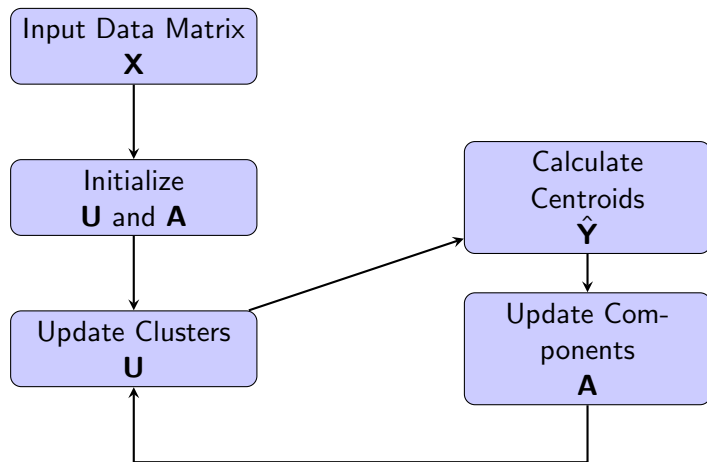 Input Data Matrix
X
Initialize
U and A
Update Clusters
U
Calculate
Centroids
Ŷ
Update Com-
ponents
A